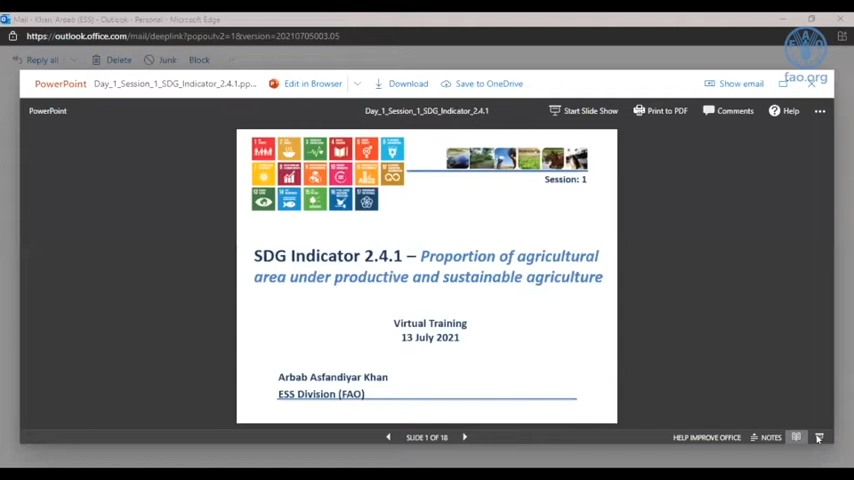 Mail - Khan, Arbab (ESS) - Outlook - Personal - Microsoft Edge
https://outlook.office.com/mail/deeplink?popoutv2=1&version=20210705003.05
Reply all
Delete
Junk
Block
FAO
fao.org
PowerPoint
Day_1_Session_1_SDG_Indicator_2.4.1.pp...
Edit in Browser
Download
Save to OneDrive
Show email
PowerPoint
Day_1_Session_1_SDG_Indicator_2.4.1
Start Slide Show
Print to PDF
Comments
Help
Session: 1
SDG Indicator 2.4.1 – Proportion of agricultural
area under productive and sustainable agriculture
Virtual Training
13 July 2021
Arbab Asfandiyar Khan
ESS Division (FAO)
SLIDE 1 OF 18
HELP IMPROVE OFFICE
NOTES